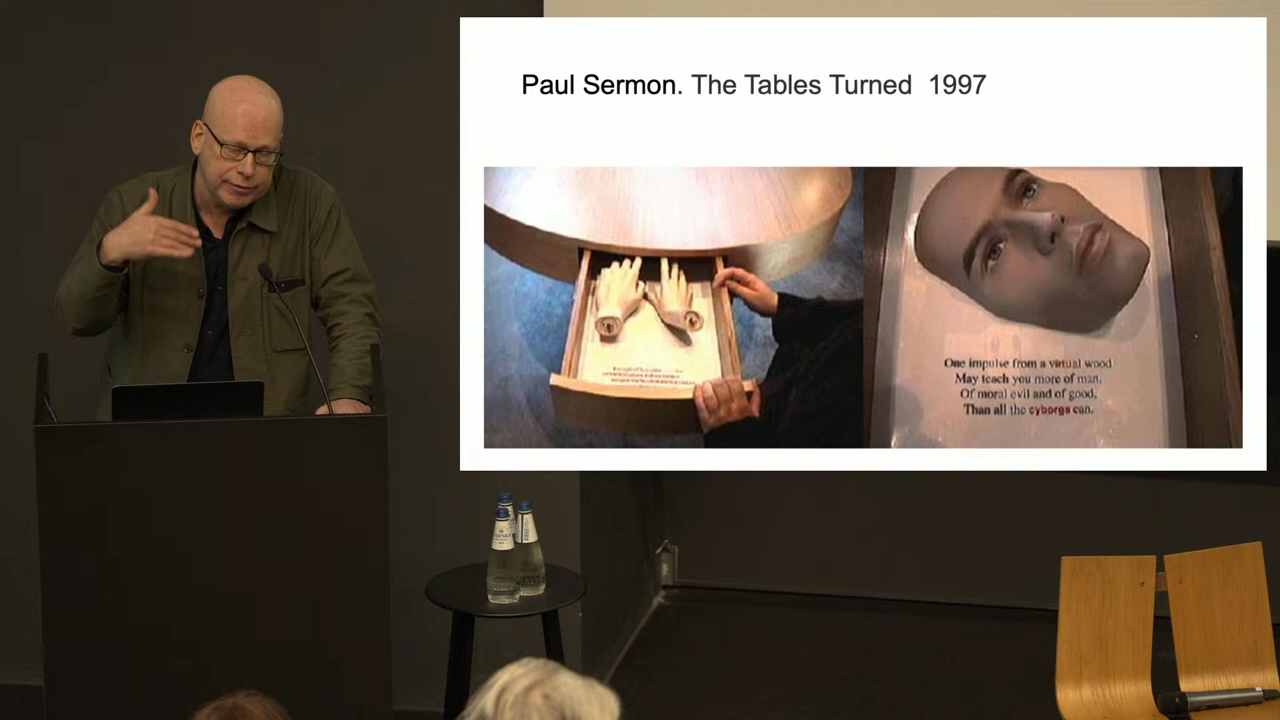 Paul Sermon. The Tables Turned 1997
One impulse from a virtual wood
May teach you more of man,
Of moral evil and of good,
Than all the cyborgs can.